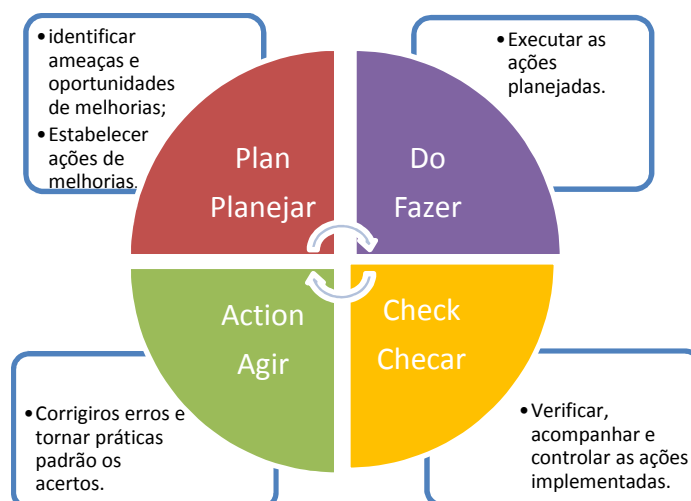 • identificar
ameaças e
oportunidades
de melhorias;
• Estabelecer
ações de
melhorias.
Plan
Planejar
Do
Fazer
• Executar as
ações
planejadas.
Action
Agir
Check
Checar
• Corrigiros erros e
tornar práticas
padrão os
acertos.
• Verificar,
acompanhar e
controlar as ações
implementadas.